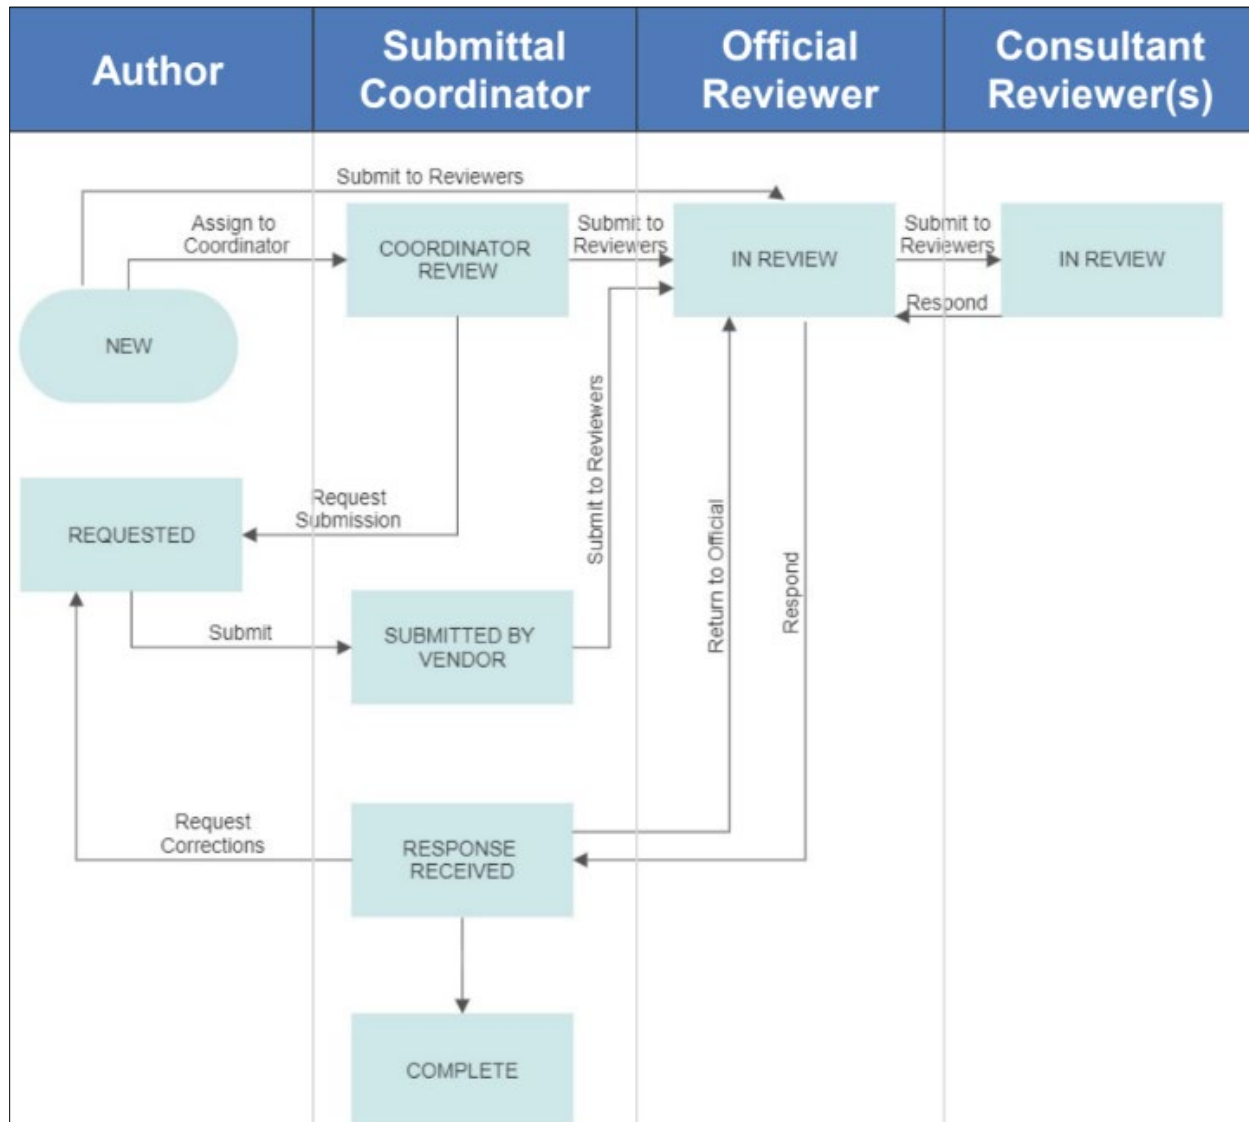 Author
Submittal
Coordinator
Official
Reviewer
Consultant
Reviewer(s)
Submit to Reviewers
Assign to
Coordinator
COORDINATOR
REVIEW
Submit to
Reviewers
IN REVIEW
Submit to
Reviewers
IN REVIEW
Respond
NEW
Submit to Reviewers
Request
Submission
REQUESTED
Return to Official
Respond
Submit
SUBMITTED BY
VENDOR
Request
Corrections
RESPONSE
RECEIVED
COMPLETE